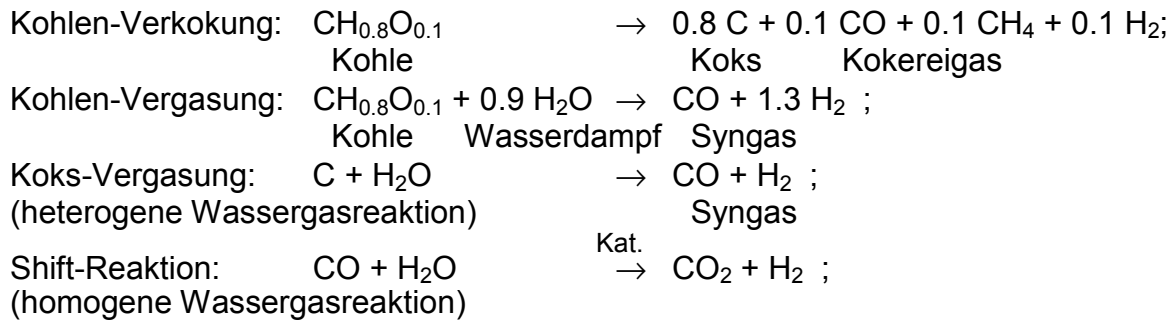 Kohlen-Verkokung: CH₀.₈O₀.₁ → 0.8 C + 0.1 CO + 0.1 CH₄ + 0.1 H₂;
Kohle Koks Kokereigas
Kohlen-Vergasung: CH₀.₈O₀.₁ + 0.9 H₂O → CO + 1.3 H₂ ;
Kohle Wasserdampf Syngas
Koks-Vergasung: C + H₂O → CO + H₂ ;
(heterogene Wassergasreaktion) Syngas
Kat.
Shift-Reaktion: CO + H₂O → CO₂ + H₂ ;
(homogene Wassergasreaktion)